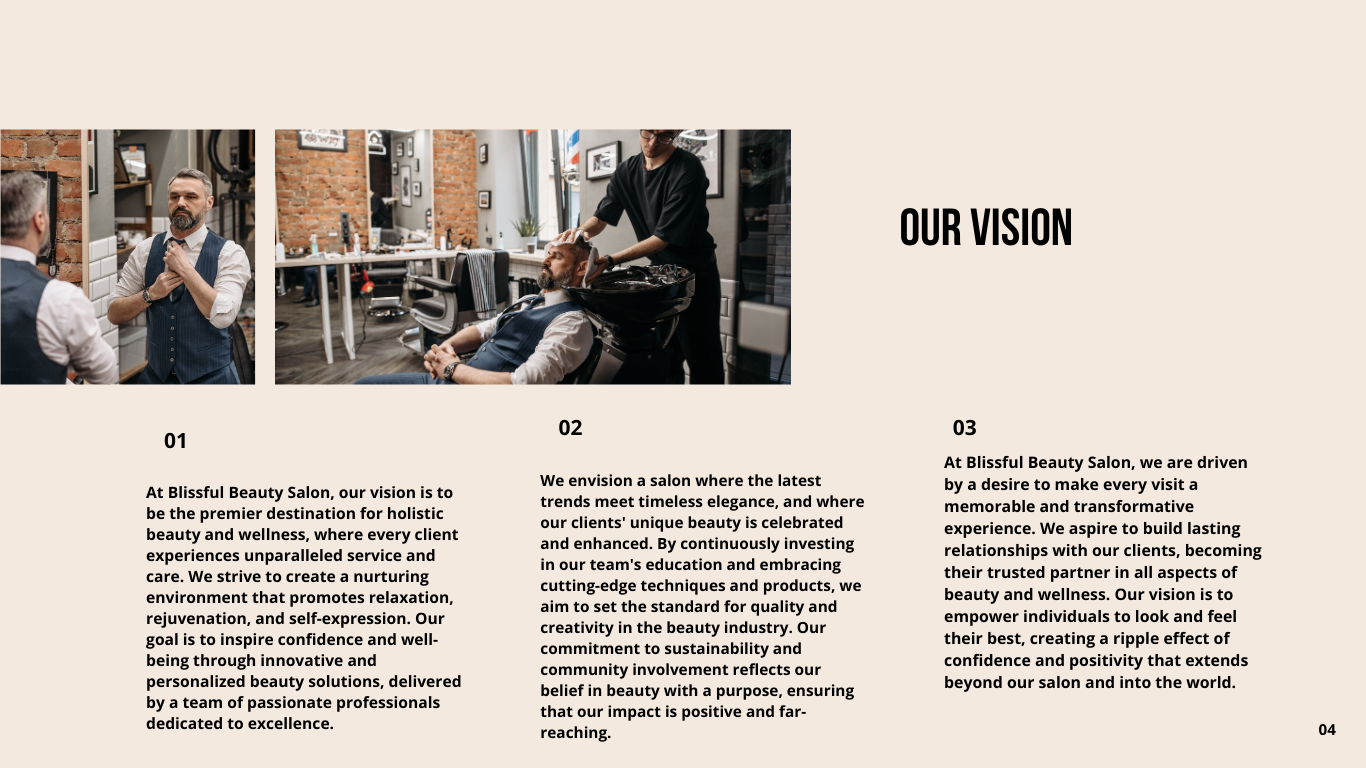 OUR VISION
01
At Blissful Beauty Salon, our vision is to
be the premier destination for holistic
beauty and wellness, where every client
experiences unparalleled service and
care. We strive to create a nurturing
environment that promotes relaxation,
rejuvenation, and self-expression. Our
goal is to inspire confidence and well-
being through innovative and
personalized beauty solutions, delivered
by a team of passionate professionals
dedicated to excellence.
02
We envision a salon where the latest
trends meet timeless elegance, and where
our clients' unique beauty is celebrated
and enhanced. By continuously investing
in our team's education and embracing
cutting-edge techniques and products, we
aim to set the standard for quality and
creativity in the beauty industry. Our
commitment to sustainability and
community involvement reflects our
belief in beauty with a purpose, ensuring
that our impact is positive and far-
reaching.
03
At Blissful Beauty Salon, we are driven
by a desire to make every visit a
memorable and transformative
experience. We aspire to build lasting
relationships with our clients, becoming
their trusted partner in all aspects of
beauty and wellness. Our vision is to
empower individuals to look and feel
their best, creating a ripple effect of
confidence and positivity that extends
beyond our salon and into the world.
04